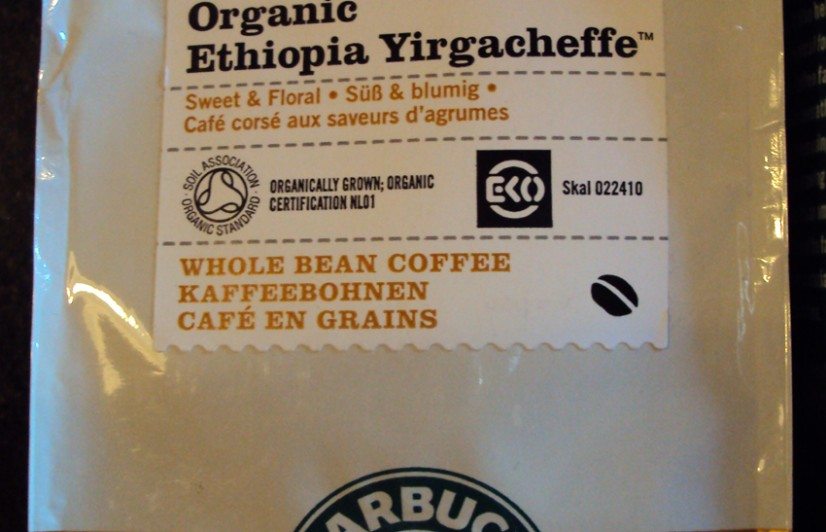 Organic
Ethiopia Yirgacheffe™
Sweet & Floral • Süß & blumig •
Café corsé aux saveurs d'agrumes
SOIL ASSOCIATION
ORGANIC STANDARD
ORGANICALLY GROWN; ORGANIC
CERTIFICATION NL01
EKO
Skal 022410
WHOLE BEAN COFFEE
KAFFEEBOHNEN
CAFÉ EN GRAINS
ARBUC